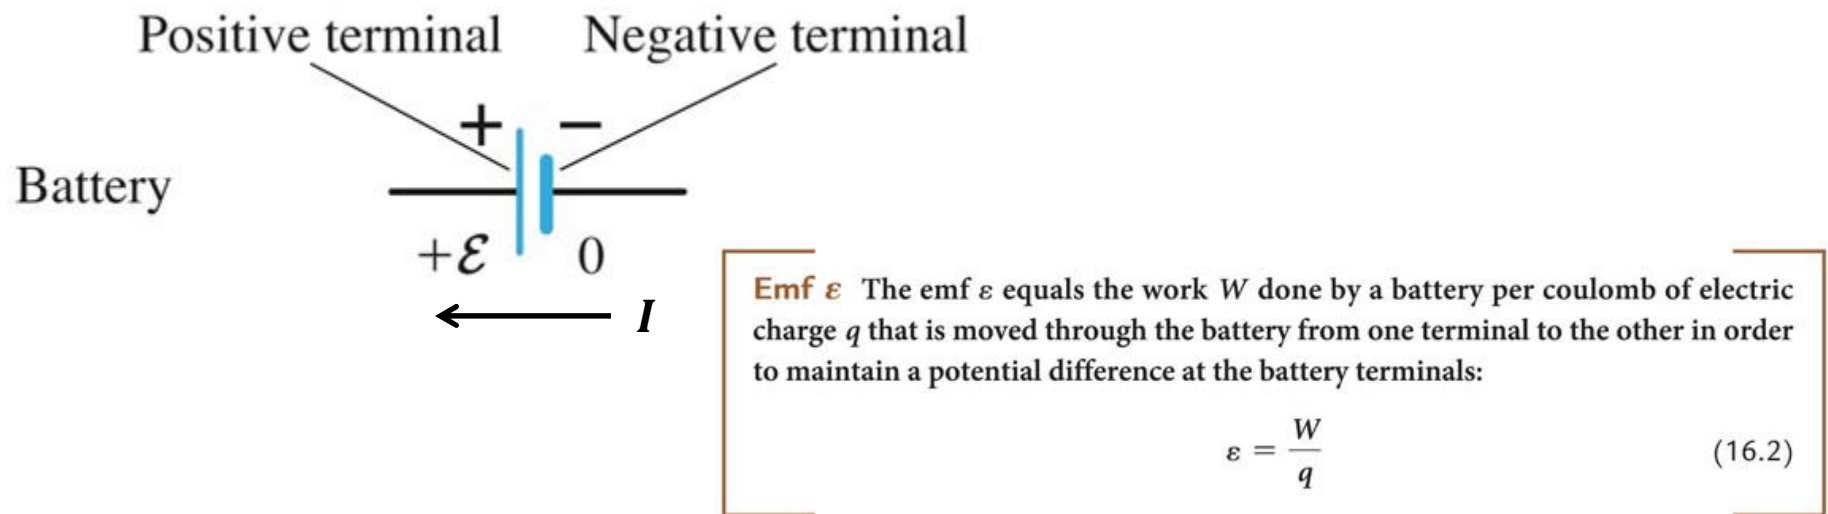 Positive terminal Negative terminal
+ −
Battery
+ℰ 0
I
Emf ε The emf ε equals the work W done by a battery per coulomb of electric
charge q that is moved through the battery from one terminal to the other in order
to maintain a potential difference at the battery terminals:
ε = W/q (16.2)